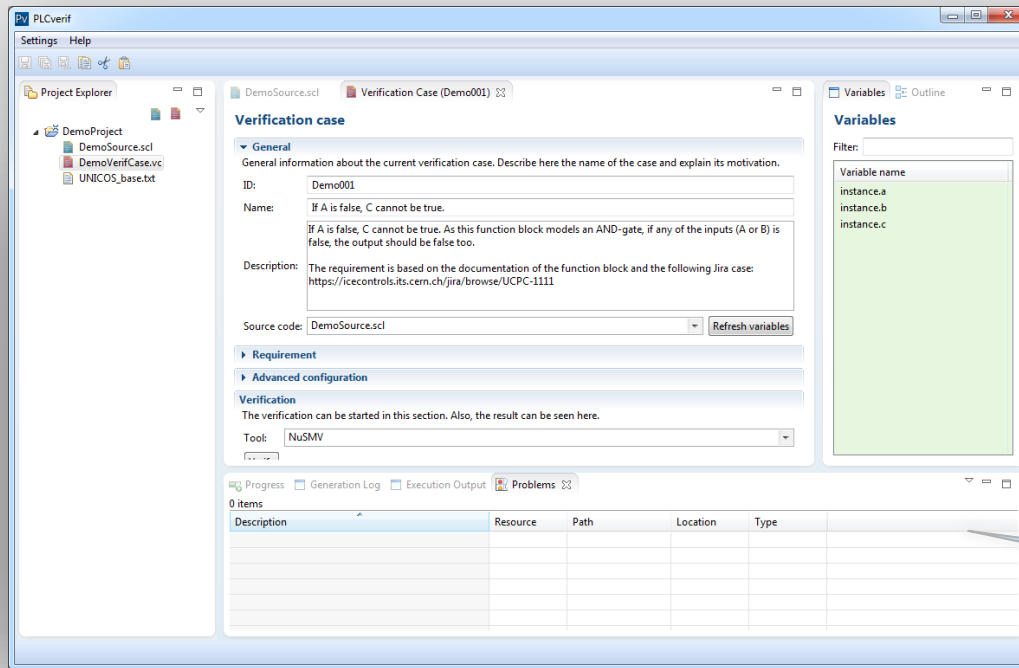 Pv PLCverif
Settings Help
Project Explorer
DemoProject
DemoSource.scl
DemoVerifCase.vc
UNICOS_base.txt
DemoSource.scl Verification Case (Demo001)
Verification case
General
General information about the current verification case. Describe here the name of the case and explain its motivation.
ID: Demo001
Name: If A is false, C cannot be true.
Description: If A is false, C cannot be true. As this function block models an AND-gate, if any of the inputs (A or B) is
false, the output should be false too.
The requirement is based on the documentation of the function block and the following Jira case:
https://icecontrols.its.cern.ch/jira/browse/UCPC-1111
Source code: DemoSource.scl Refresh variables
Requirement
Advanced configuration
Verification
The verification can be started in this section. Also, the result can be seen here.
Tool: NuSMV
Variables Outline
Variables
Filter:
Variable name
instance.a
instance.b
instance.c
Progress Generation Log Execution Output Problems
0 items
Description Resource Path Location Type